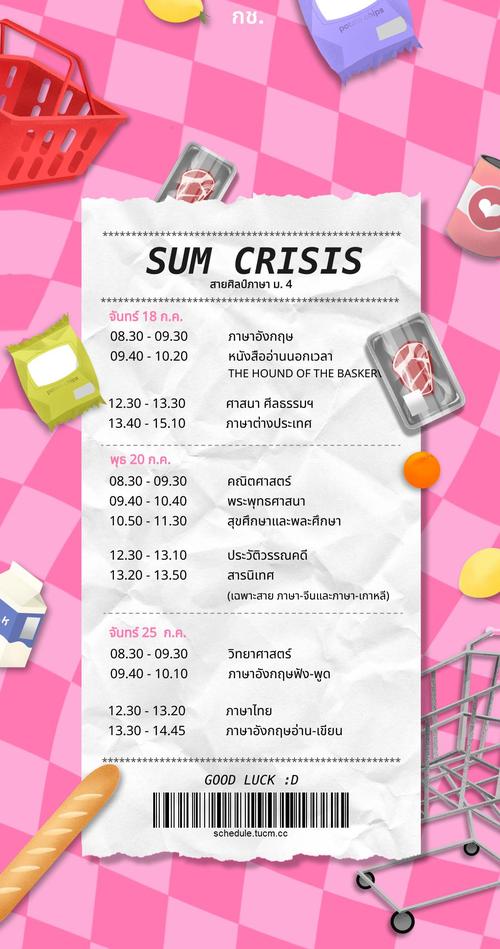 กช.
potato chips
***********************************************************
SUM CRISIS
สายศิลป์ภาษา ม. 4
***********************************************************
จันทร์ 18 ก.ค.
08.30 - 09.30 ภาษาอังกฤษ
09.40 - 10.20 หนังสืออ่านนอกเวลา
THE HOUND OF THE BASKER
12.30 - 13.30 ศาสนา ศีลธรรมฯ
13.40 - 15.10 ภาษาต่างประเทศ
พุธ 20 ก.ค.
08.30 - 09.30 คณิตศาสตร์
09.40 - 10.40 พระพุทธศาสนา
10.50 - 11.30 สุขศึกษาและพละศึกษา
12.30 - 13.10 ประวัติวรรณคดี
13.20 - 13.50 สารนิเทศ
(เฉพาะสาย ภาษา-จีนและภาษา-เกาหลี)
จันทร์ 25 ก.ค.
08.30 - 09.30 วิทยาศาสตร์
09.40 - 10.10 ภาษาอังกฤษฟัง-พูด
12.30 - 13.20 ภาษาไทย
13.30 - 14.45 ภาษาอังกฤษอ่าน-เขียน
***********************************************************
GOOD LUCK :D
schedule.tucm.cc